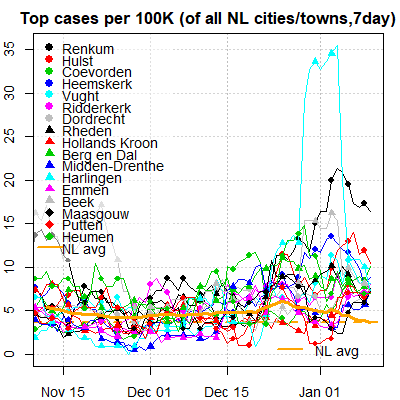 Top cases per 100K (of all NL cities/towns,7day)
35
30
25
20
15
10
5
0
Renkum
Hulst
Coevorden
Heemskerk
Vught
Ridderkerk
Dordrecht
Rheden
Hollands Kroon
Berg en Dal
Midden-Drenthe
Harlingen
Emmen
Beek
Maasgouw
Putten
Heumen
NL avg
NL avg
Nov 15
Dec 01
Dec 15
Jan 01